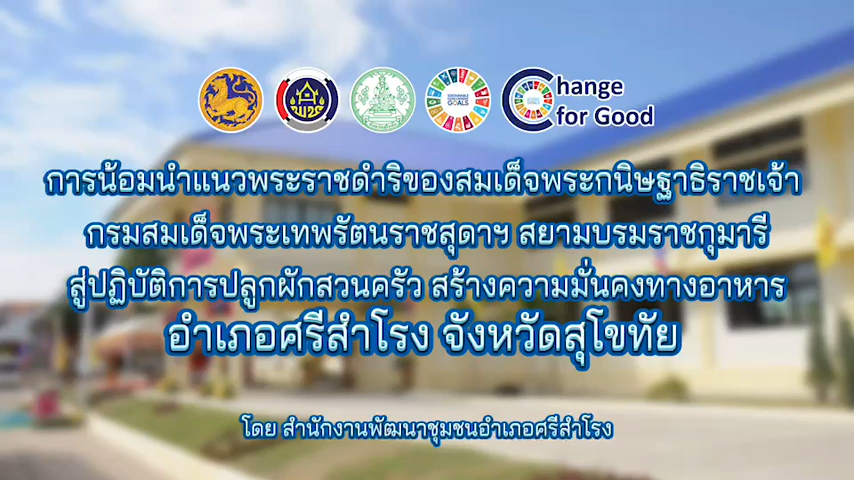 SUSTAINABLE DEVELOPMENT GOALS
Change
for Good
การน้อมนำแนวพระราชดำริของสมเด็จพระกนิษฐาธิราชเจ้า
กรมสมเด็จพระเทพรัตนราชสุดาฯ สยามบรมราชกุมารี
สู่ปฏิบัติการปลูกผักสวนครัว สร้างความมั่นคงทางอาหาร
อำเภอศรีสำโรง จังหวัดสุโขทัย
โดย สำนักงานพัฒนาชุมชนอำเภอศรีสำโรง